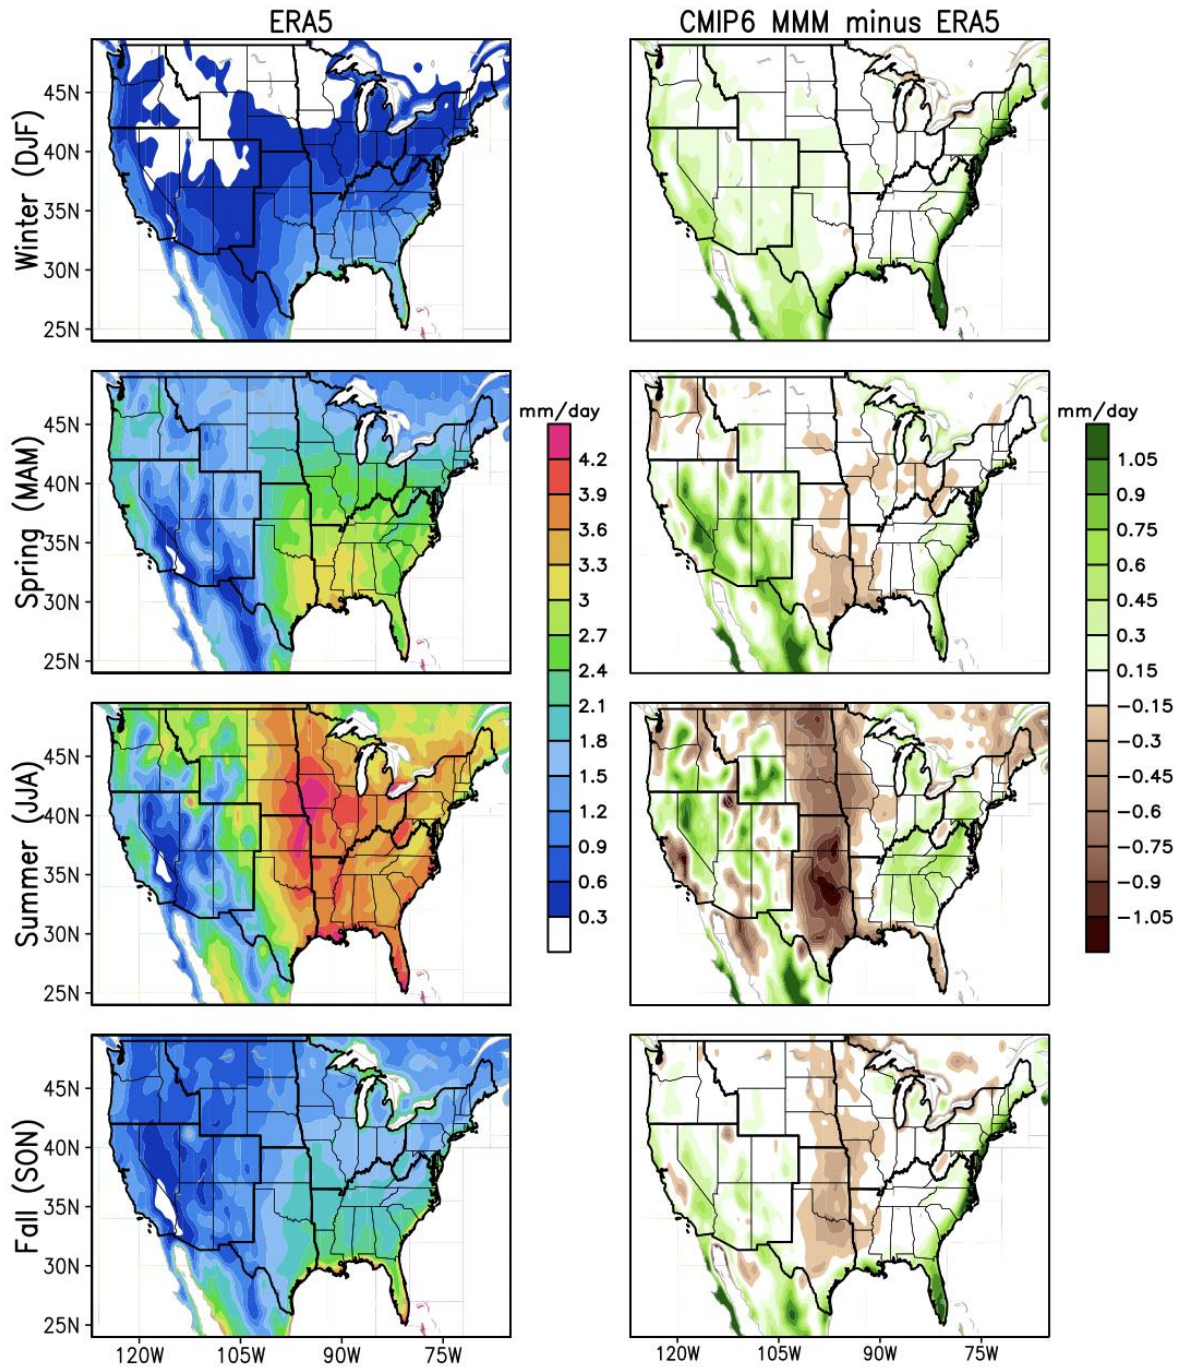 ERA5
CMIP6 MMM minus ERA5
Winter (DJF)
45N
40N
35N
30N
25N
Spring (MAM)
45N
40N
35N
30N
25N
mm/day
4.2
3.9
3.6
3.3
3
2.7
2.4
2.1
1.8
1.5
1.2
0.9
0.6
0.3
mm/day
1.05
0.9
0.75
0.6
0.45
0.3
0.15
−0.15
−0.3
−0.45
−0.6
−0.75
−0.9
−1.05
Summer (JJA)
45N
40N
35N
30N
25N
Fall (SON)
45N
40N
35N
30N
25N
120W 105W 90W 75W
120W 105W 90W 75W